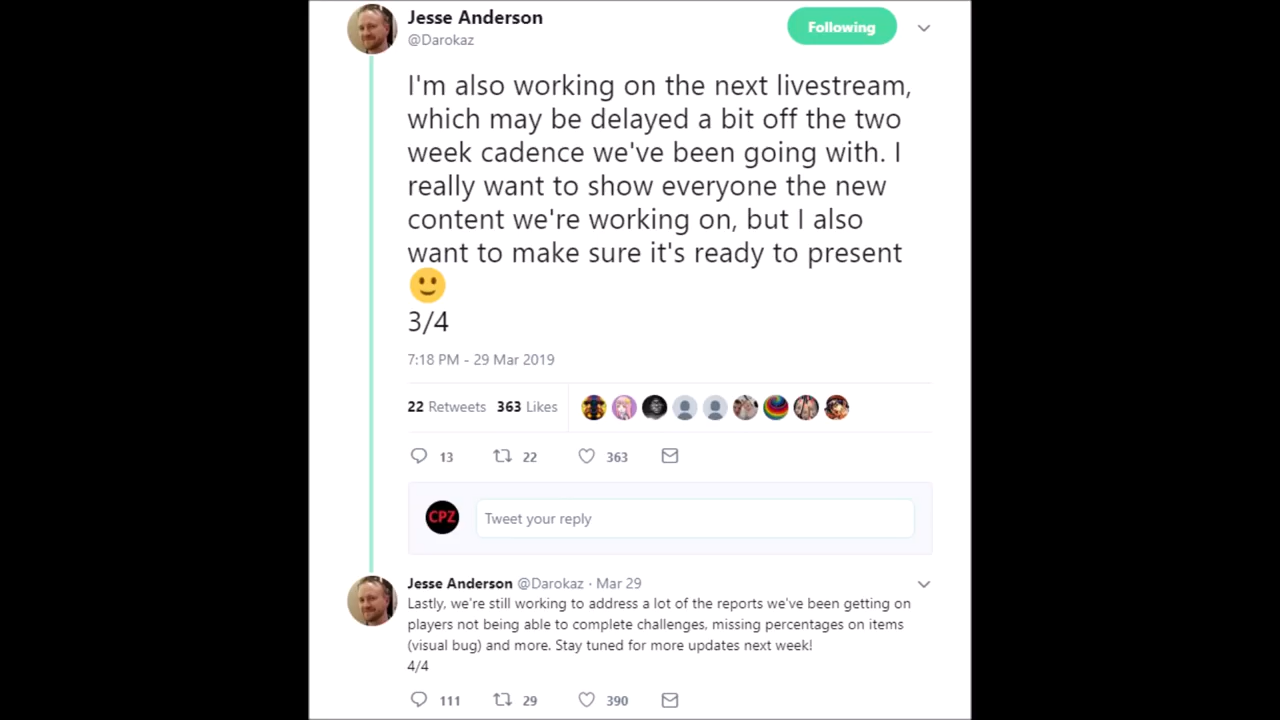 Jesse Anderson
@Darokaz
Following
I'm also working on the next livestream,
which may be delayed a bit off the two
week cadence we've been going with. I
really want to show everyone the new
content we're working on, but I also
want to make sure it's ready to present
🙂
3/4
7:18 PM - 29 Mar 2019
22 Retweets 363 Likes
13 22 363
CPZ Tweet your reply
Jesse Anderson @Darokaz · Mar 29
Lastly, we're still working to address a lot of the reports we've been getting on
players not being able to complete challenges, missing percentages on items
(visual bug) and more. Stay tuned for more updates next week!
4/4
111 29 390